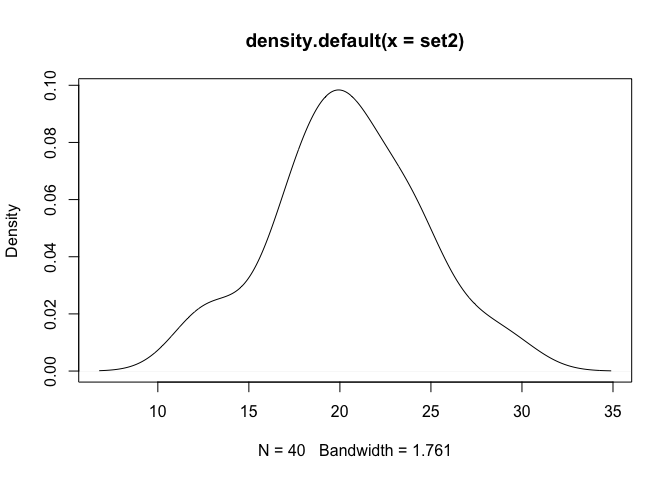 density.default(x = set2)
Density
0.10
0.08
0.06
0.04
0.02
0.00
10 15 20 25 30 35
N = 40 Bandwidth = 1.761